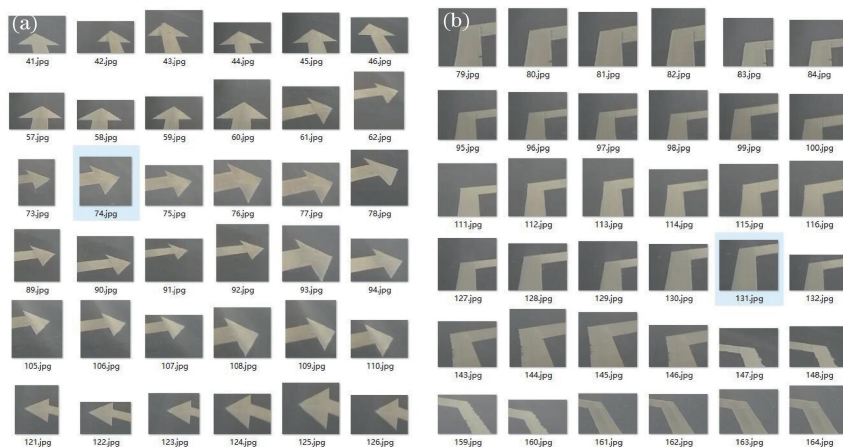 (a)
41.jpg 42.jpg 43.jpg 44.jpg 45.jpg 46.jpg
57.jpg 58.jpg 59.jpg 60.jpg 61.jpg 62.jpg
73.jpg 74.jpg 75.jpg 76.jpg 77.jpg 78.jpg
89.jpg 90.jpg 91.jpg 92.jpg 93.jpg 94.jpg
105.jpg 106.jpg 107.jpg 108.jpg 109.jpg 110.jpg
121.jpg 122.jpg 123.jpg 124.jpg 125.jpg 126.jpg
(b)
79.jpg 80.jpg 81.jpg 82.jpg 83.jpg 84.jpg
95.jpg 96.jpg 97.jpg 98.jpg 99.jpg 100.jpg
111.jpg 112.jpg 113.jpg 114.jpg 115.jpg 116.jpg
127.jpg 128.jpg 129.jpg 130.jpg 131.jpg 132.jpg
143.jpg 144.jpg 145.jpg 146.jpg 147.jpg 148.jpg
159.jpg 160.jpg 161.jpg 162.jpg 163.jpg 164.jpg